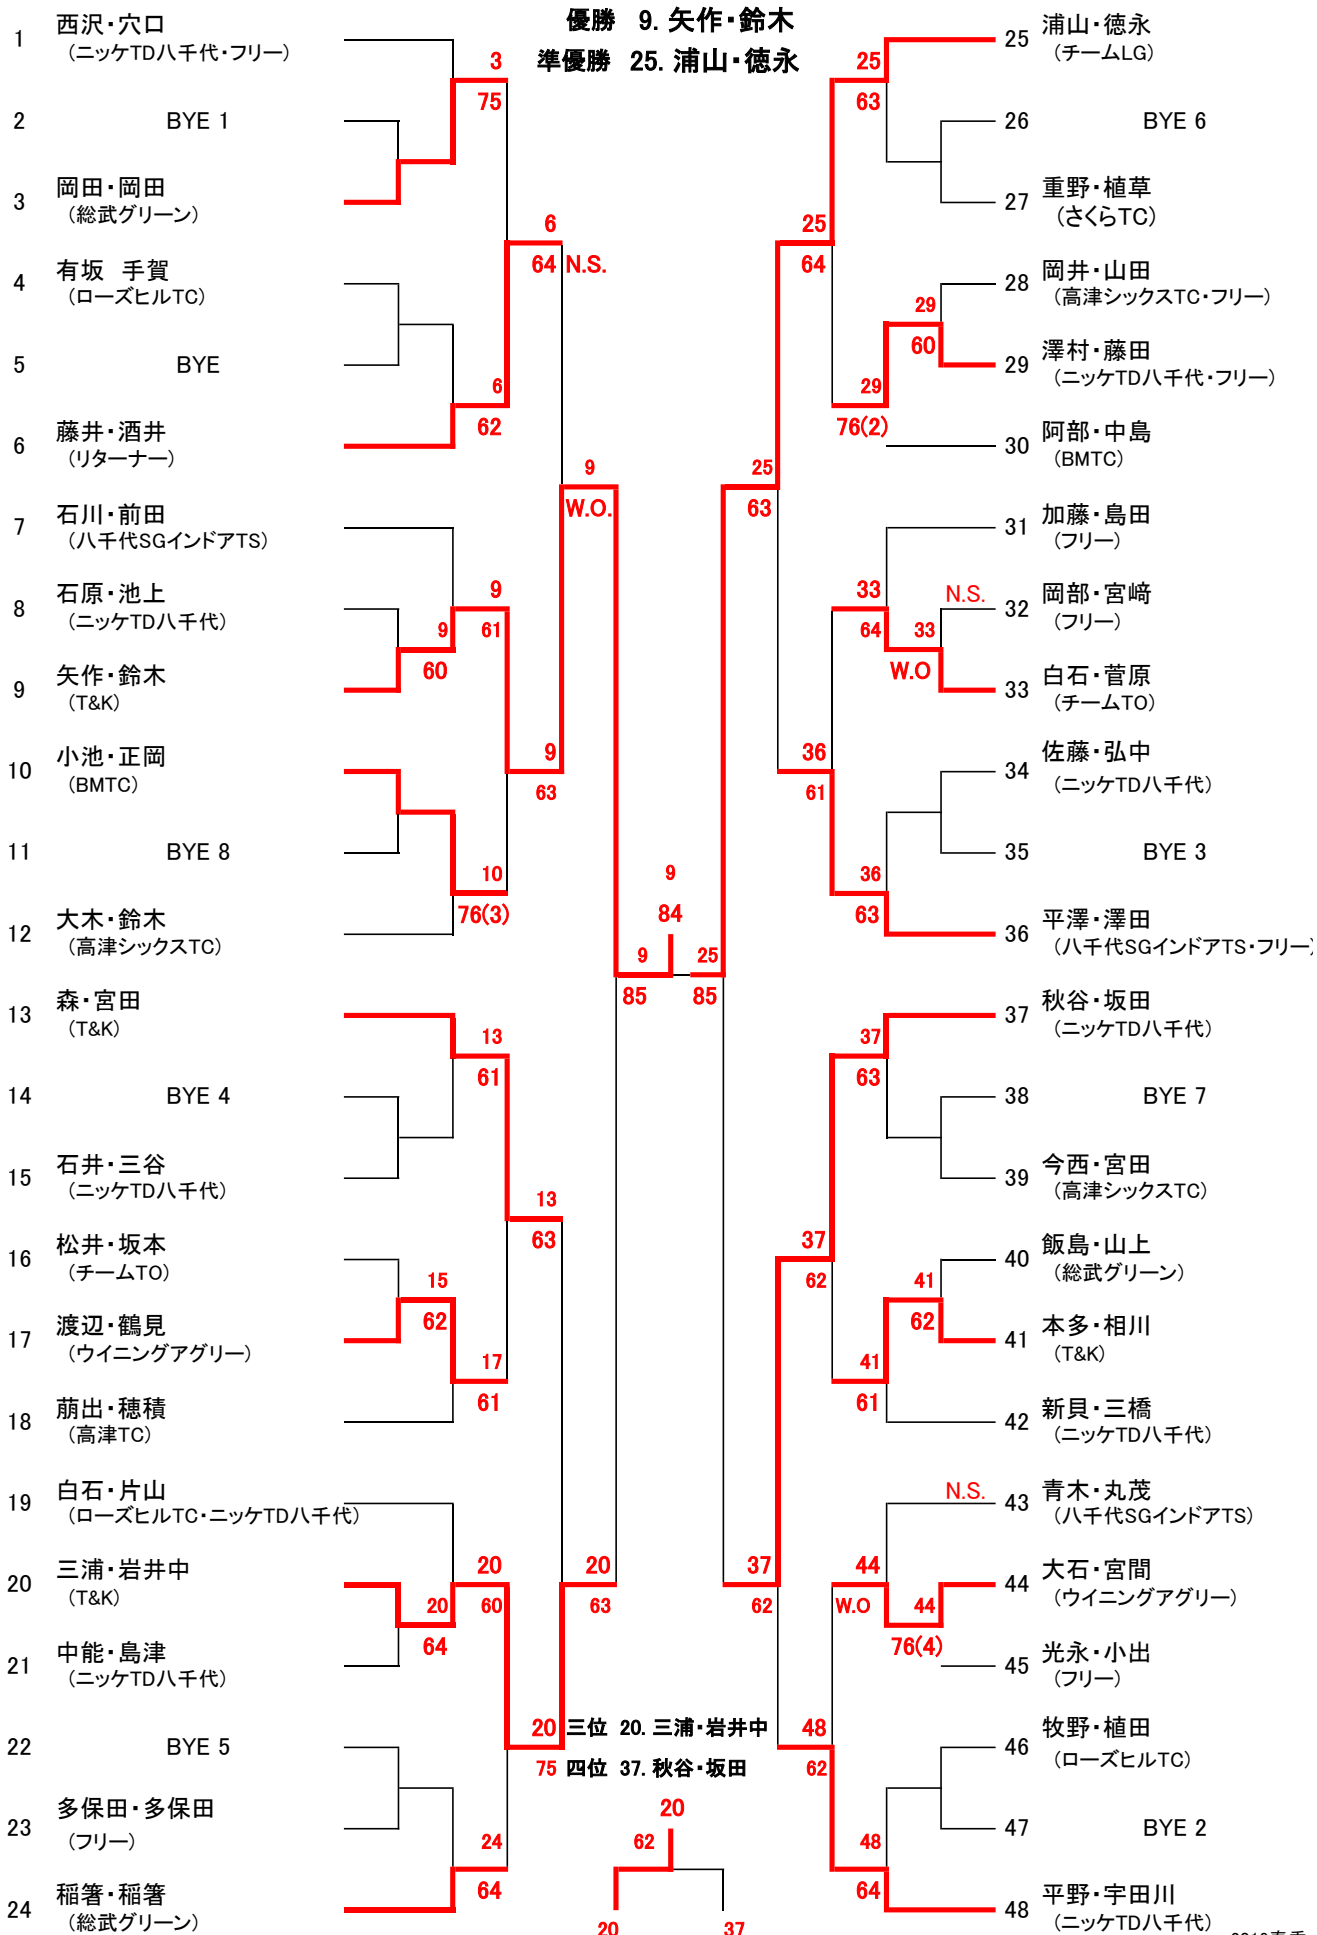 優勝 9. 矢作・鈴木
準優勝 25. 浦山・徳永
1 西沢・穴口
(ニッケTD八千代・フリー)
2 BYE 1
3 岡田・岡田
(総武グリーン)
4 有坂 手賀
(ローズヒルTC)
5 BYE
6 藤井・酒井
(リターナー)
7 石川・前田
(八千代SGインドアTS)
8 石原・池上
(ニッケTD八千代)
9 矢作・鈴木
(T&K)
10 小池・正岡
(BMTC)
11 BYE 8
12 大木・鈴木
(高津シックスTC)
13 森・宮田
(T&K)
14 BYE 4
15 石井・三谷
(ニッケTD八千代)
16 松井・坂本
(チームTO)
17 渡辺・鶴見
(ウイニングアグリー)
18 萠出・穂積
(高津TC)
19 白石・片山
(ローズヒルTC・ニッケTD八千代)
20 三浦・岩井中
(T&K)
21 中能・島津
(ニッケTD八千代)
22 BYE 5
23 多保田・多保田
(フリー)
24 稲箸・稲箸
(総武グリーン)
3
75
6
64 N.S.
6
62
9
W.O.
9
61
9
60
9
63
10
76(3)
13
61
13
63
15
62
17
61
20
60
20
64
20
63
20
75
24
64
9
84
9
85
25
85
三位 20. 三浦・岩井中
四位 37. 秋谷・坂田
20
62
20
37
25
63
25
64
29
60
29
76(2)
25
63
33
64
N.S.
33
W.O
36
61
36
63
37
63
37
62
41
62
41
61
N.S.
37
62
44
W.O
44
76(4)
48
62
48
64
25 浦山・徳永
(チームLG)
26 BYE 6
27 重野・植草
(さくらTC)
28 岡井・山田
(高津シックスTC・フリー)
29 澤村・藤田
(ニッケTD八千代・フリー)
30 阿部・中島
(BMTC)
31 加藤・島田
(フリー)
32 岡部・宮﨑
(フリー)
33 白石・菅原
(チームTO)
34 佐藤・弘中
(ニッケTD八千代)
35 BYE 3
36 平澤・澤田
(八千代SGインドアTS・フリー)
37 秋谷・坂田
(ニッケTD八千代)
38 BYE 7
39 今西・宮田
(高津シックスTC)
40 飯島・山上
(総武グリーン)
41 本多・相川
(T&K)
42 新貝・三橋
(ニッケTD八千代)
43 青木・丸茂
(八千代SGインドアTS)
44 大石・宮間
(ウイニングアグリー)
45 光永・小出
(フリー)
46 牧野・植田
(ローズヒルTC)
47 BYE 2
48 平野・宇田川
(ニッケTD八千代)